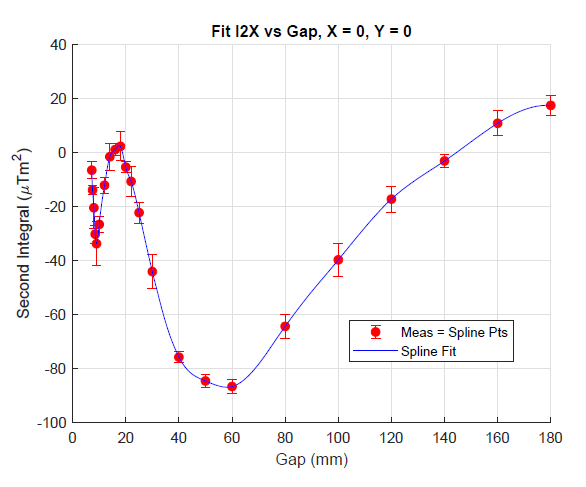 Fit I2X vs Gap, X = 0, Y = 0
40
20
0
-20
-40
-60
-80
-100
Second Integral (μTm²)
Meas = Spline Pts
Spline Fit
0 20 40 60 80 100 120 140 160 180
Gap (mm)